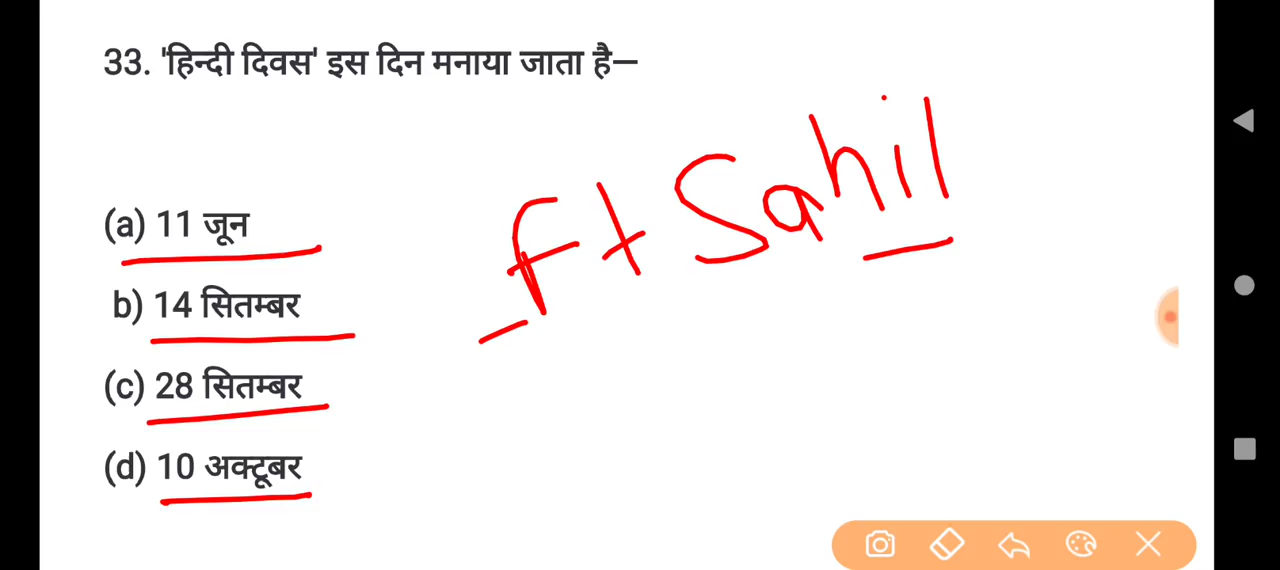 33. 'हिन्दी दिवस' इस दिन मनाया जाता है—
Ft Sahil
(a) 11 जून
b) 14 सितम्बर
(c) 28 सितम्बर
(d) 10 अक्टूबर